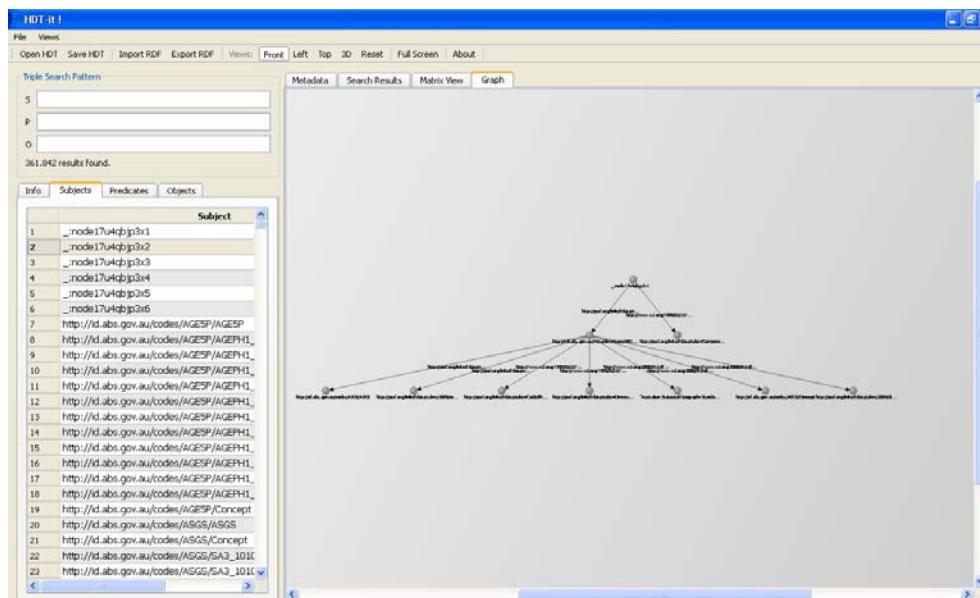 HDT-it !
File Views
Open HDT Save HDT Import RDF Export RDF Views: Front Left Top 3D Reset Full Screen About
Triple Search Pattern
S
P
O
361.842 results found.
Info Subjects Predicates Objects
Subject
1 _:node17u4qbjp3x1
2 _:node17u4qbjp3x2
3 _:node17u4qbjp3x3
4 _:node17u4qbjp3x4
5 _:node17u4qbjp3x5
6 _:node17u4qbjp3x6
7 http://id.abs.gov.au/codes/AGE5P/AGE5P
8 http://id.abs.gov.au/codes/AGE5P/AGEPH1_
9 http://id.abs.gov.au/codes/AGE5P/AGEPH1_
10 http://id.abs.gov.au/codes/AGE5P/AGEPH1_
11 http://id.abs.gov.au/codes/AGE5P/AGEPH1_
12 http://id.abs.gov.au/codes/AGE5P/AGEPH1_
13 http://id.abs.gov.au/codes/AGE5P/AGEPH1_
14 http://id.abs.gov.au/codes/AGE5P/AGEPH1_
15 http://id.abs.gov.au/codes/AGE5P/AGEPH1_
16 http://id.abs.gov.au/codes/AGE5P/AGEPH1_
17 http://id.abs.gov.au/codes/AGE5P/AGEPH1_
18 http://id.abs.gov.au/codes/AGE5P/AGEPH1_
19 http://id.abs.gov.au/codes/AGE5P/Concept
20 http://id.abs.gov.au/codes/ASGS/ASGS
21 http://id.abs.gov.au/codes/ASGS/Concept
22 http://id.abs.gov.au/codes/ASGS/SA3_1010
23 http://id.abs.gov.au/codes/ASGS/SA3_1010
Metadata Search Results Matrix View Graph